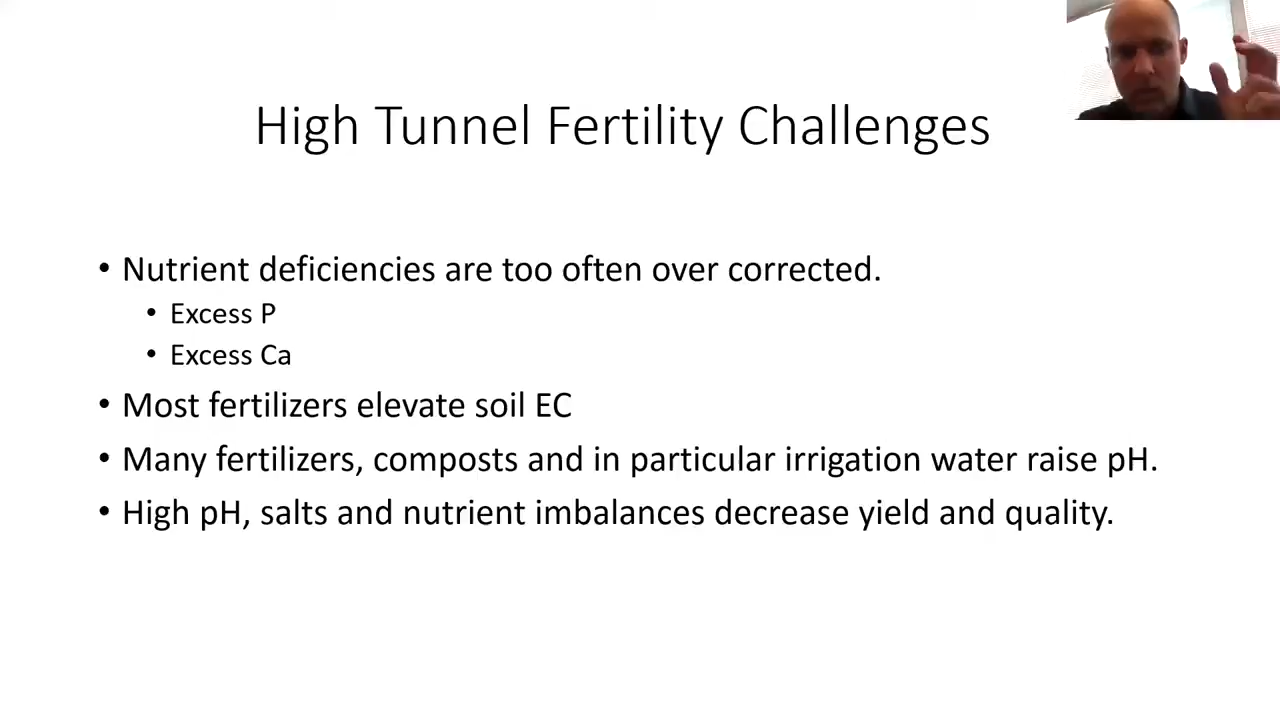 High Tunnel Fertility Challenges
• Nutrient deficiencies are too often over corrected.
• Excess P
• Excess Ca
• Most fertilizers elevate soil EC
• Many fertilizers, composts and in particular irrigation water raise pH.
• High pH, salts and nutrient imbalances decrease yield and quality.